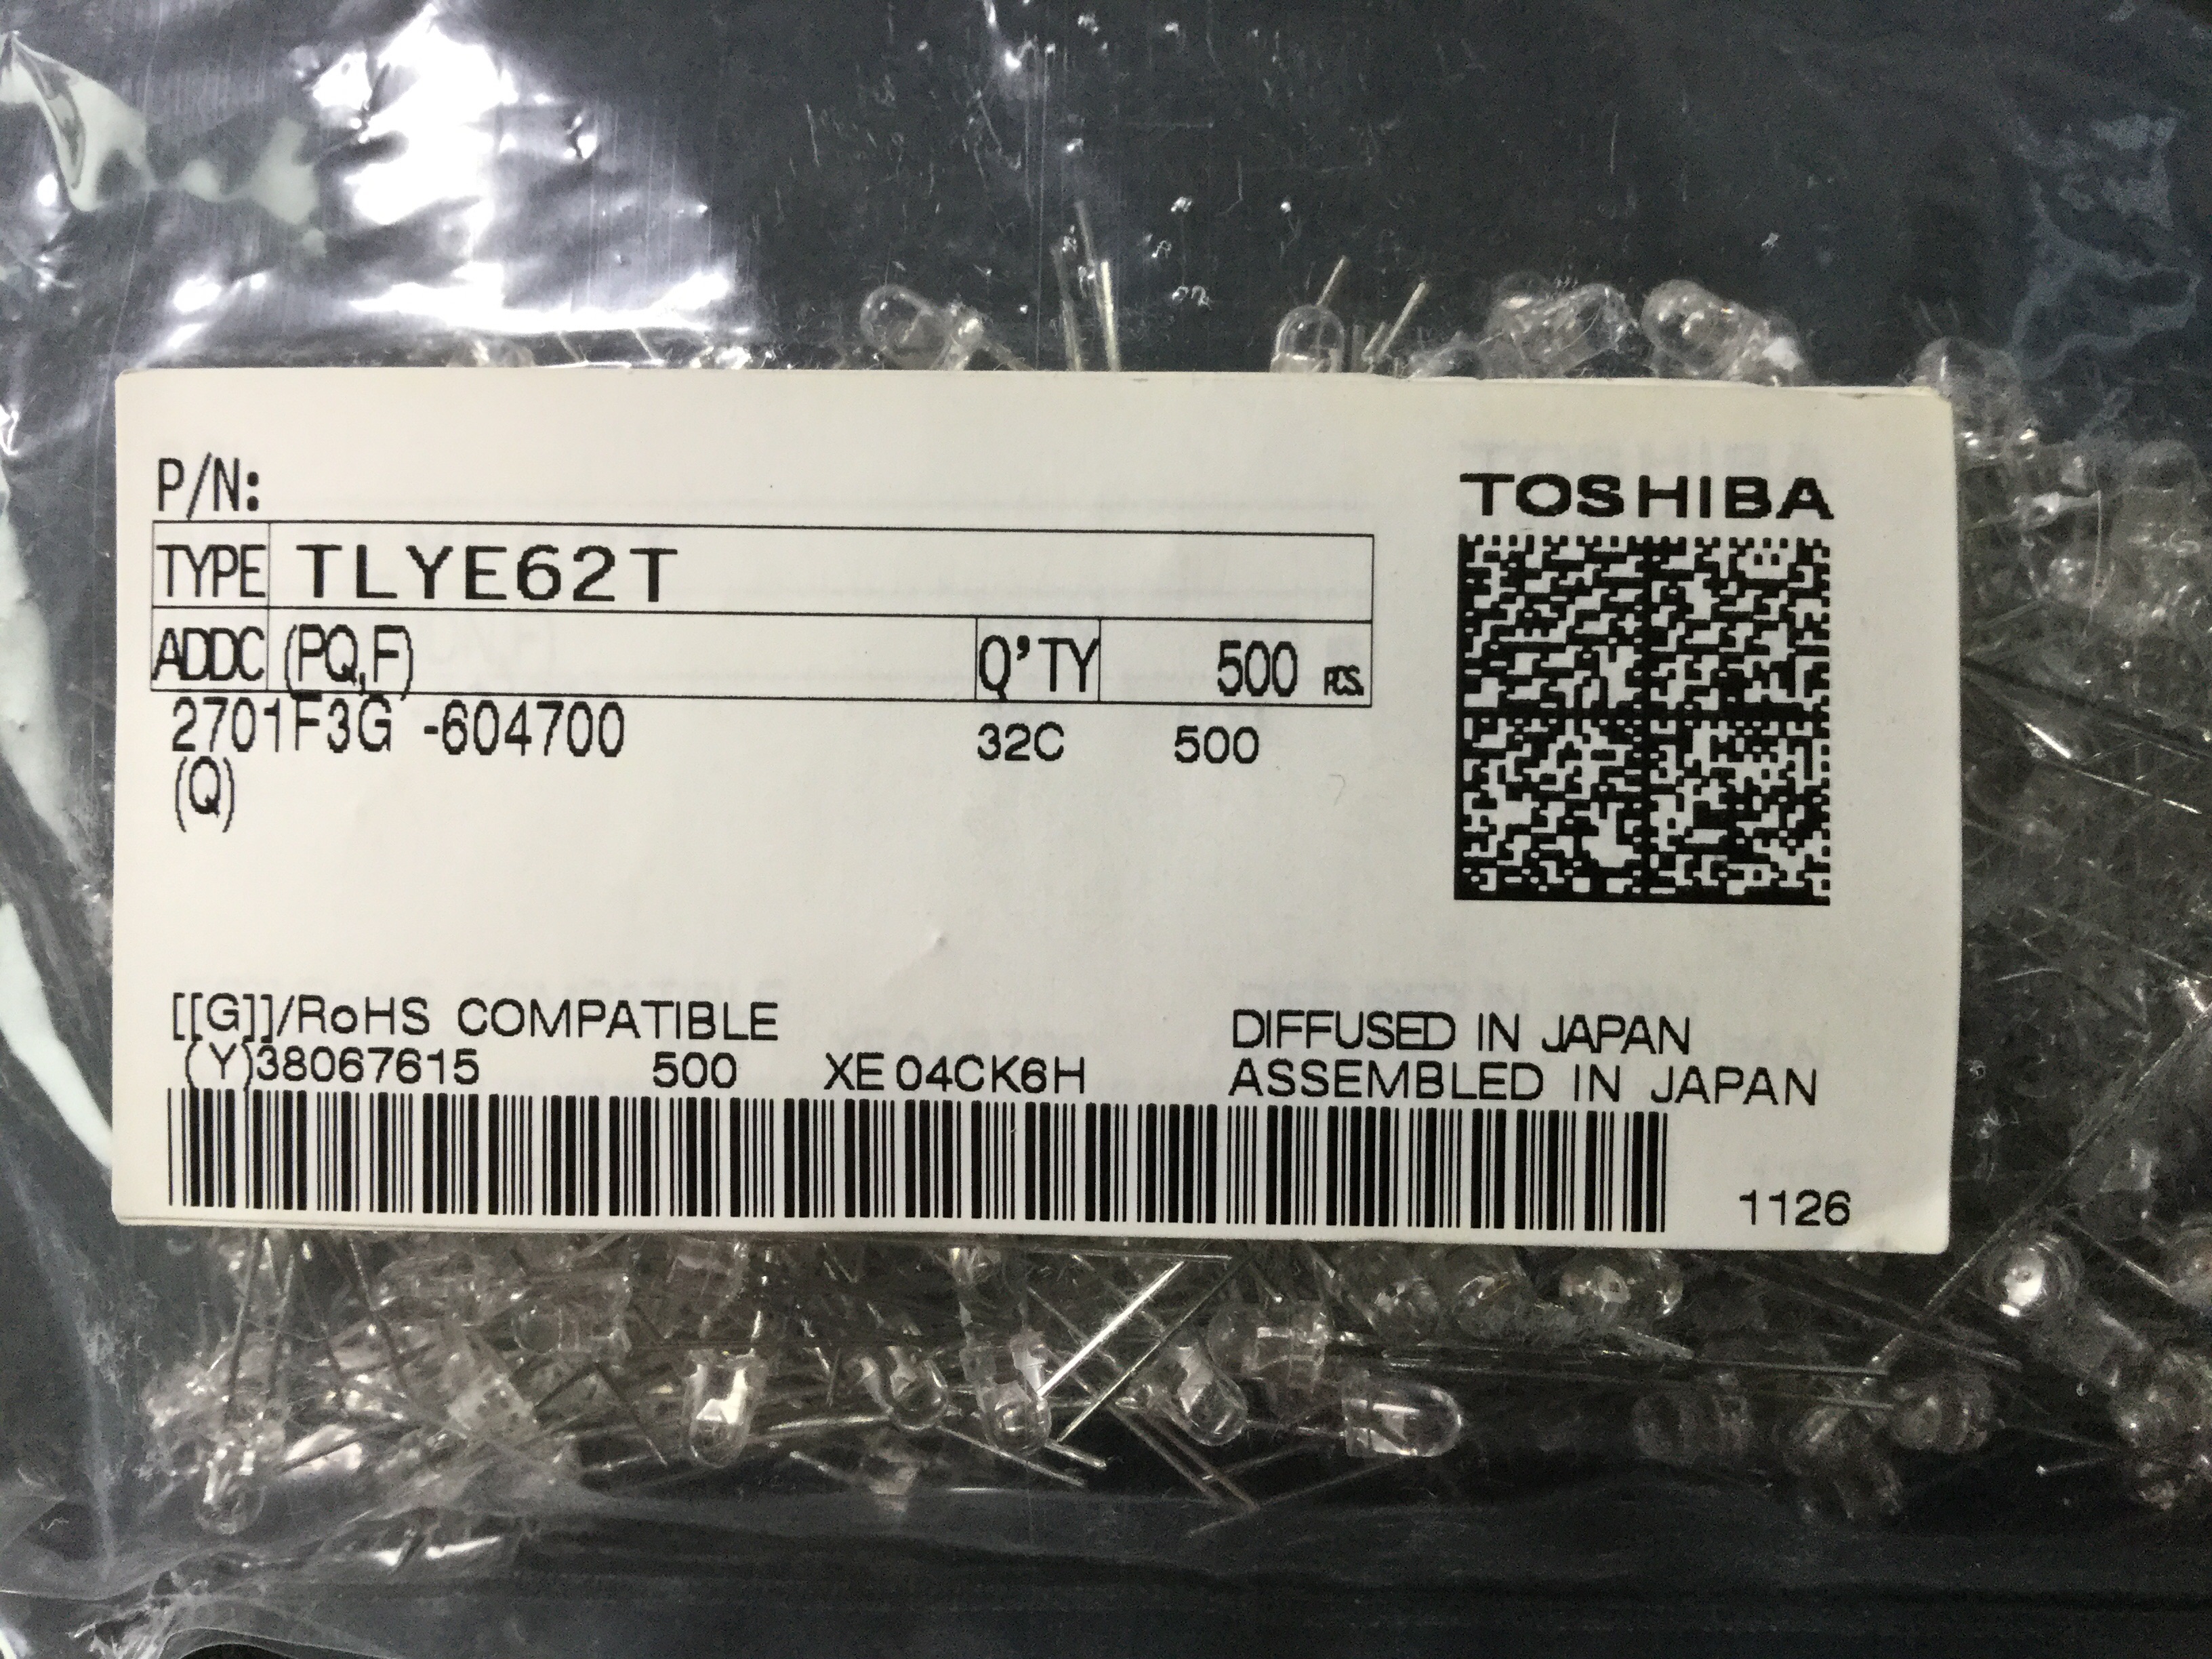 P/N:
TOSHIBA
TYPE TLYE62T
ADDC (PQ,F) Q'TY 500 PCS.
2701F3G -604700 32C 500
(Q)
[[G]]/RoHS COMPATIBLE
DIFFUSED IN JAPAN
(Y)38067615 500 XE04CK6H
ASSEMBLED IN JAPAN
1126